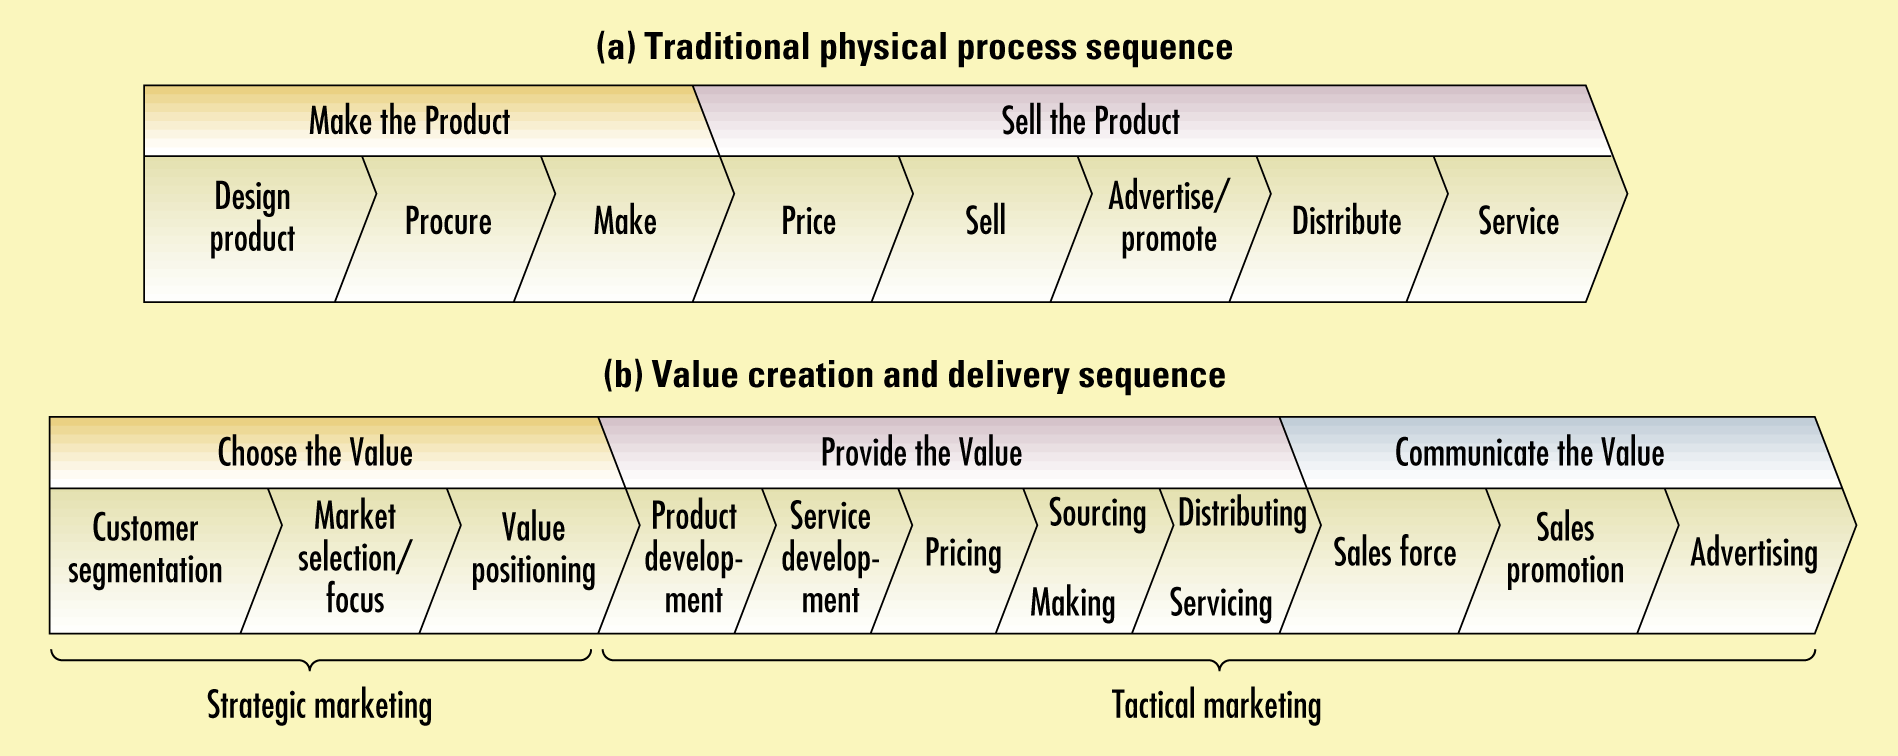 (a) Traditional physical process sequence
Make the Product
Sell the Product
Design
product
Procure
Make
Price
Sell
Advertise/
promote
Distribute
Service
(b) Value creation and delivery sequence
Choose the Value
Provide the Value
Communicate the Value
Customer
segmentation
Market
selection/
focus
Value
positioning
Product
develop-
ment
Service
develop-
ment
Pricing
Sourcing
Making
Distributing
Servicing
Sales force
Sales
promotion
Advertising
Strategic marketing
Tactical marketing